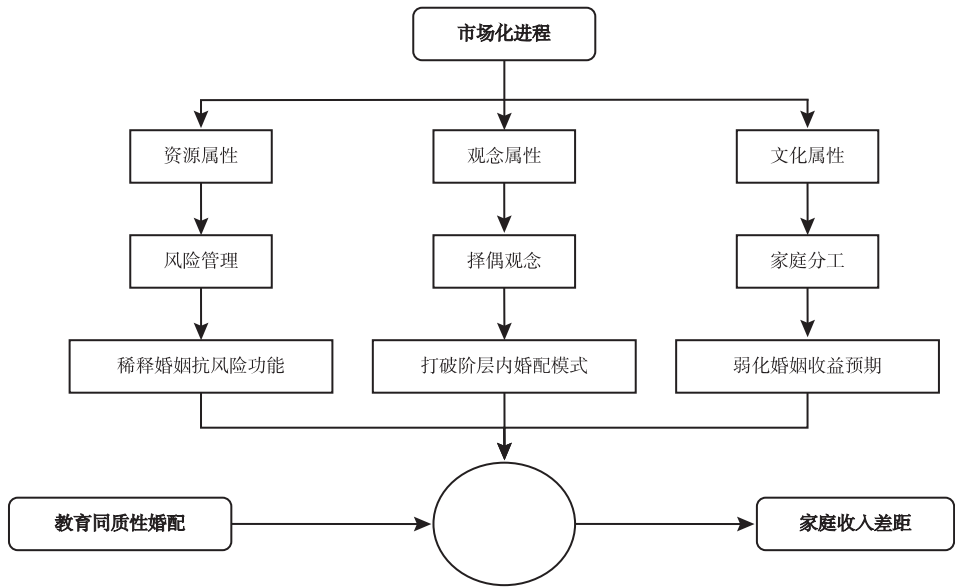 市场化进程
资源属性
观念属性
文化属性
风险管理
择偶观念
家庭分工
稀释婚姻抗风险功能
打破阶层内婚配模式
弱化婚姻收益预期
教育同质性婚配
家庭收入差距